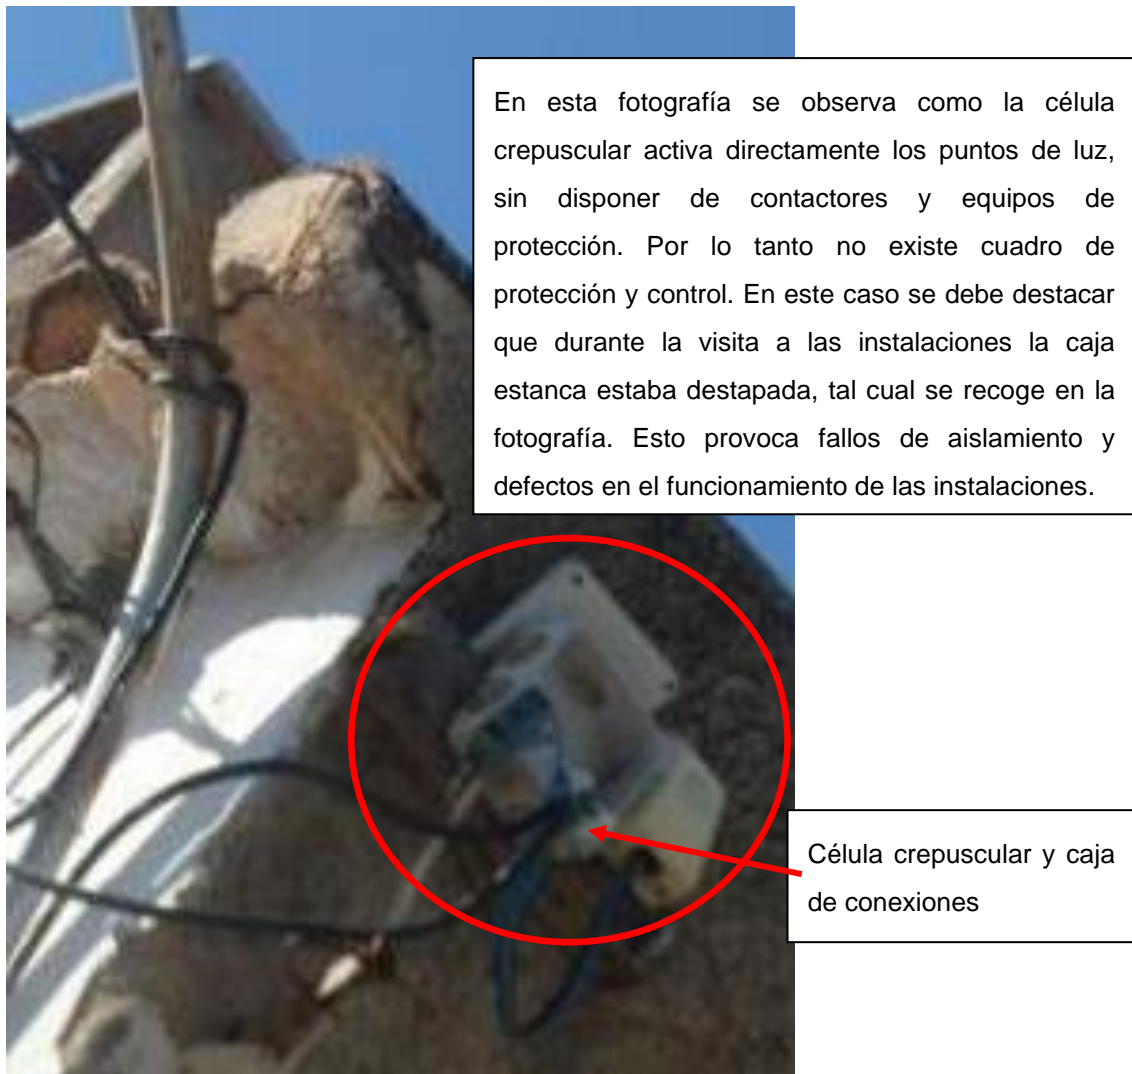 En esta fotografía se observa como la célula
crepuscular activa directamente los puntos de luz,
sin disponer de contactores y equipos de
protección. Por lo tanto no existe cuadro de
protección y control. En este caso se debe destacar
que durante la visita a las instalaciones la caja
estanca estaba destapada, tal cual se recoge en la
fotografía. Esto provoca fallos de aislamiento y
defectos en el funcionamiento de las instalaciones.
Célula crepuscular y caja
de conexiones